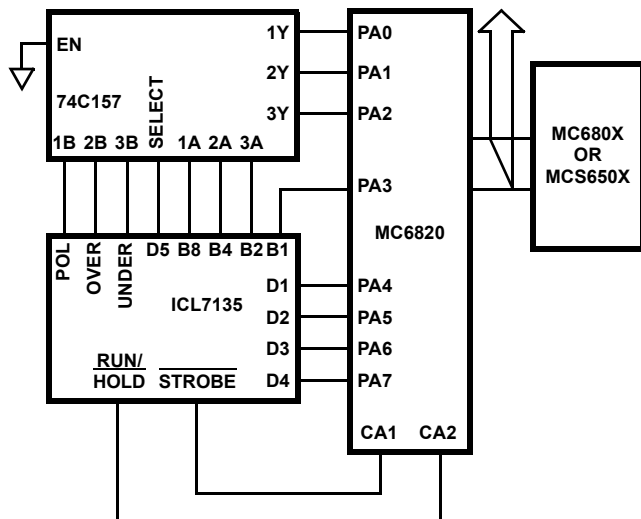 EN
74C157
1Y
2Y
3Y
1B 2B 3B SELECT 1A 2A 3A
PA0
PA1
PA2
PA3
MC6820
PA4
PA5
PA6
PA7
CA1 CA2
MC680X
OR
MCS650X
POL OVER UNDER D5 B8 B4 B2 B1
ICL7135
D1
D2
D3
D4
RUN/
HOLD
STROBE